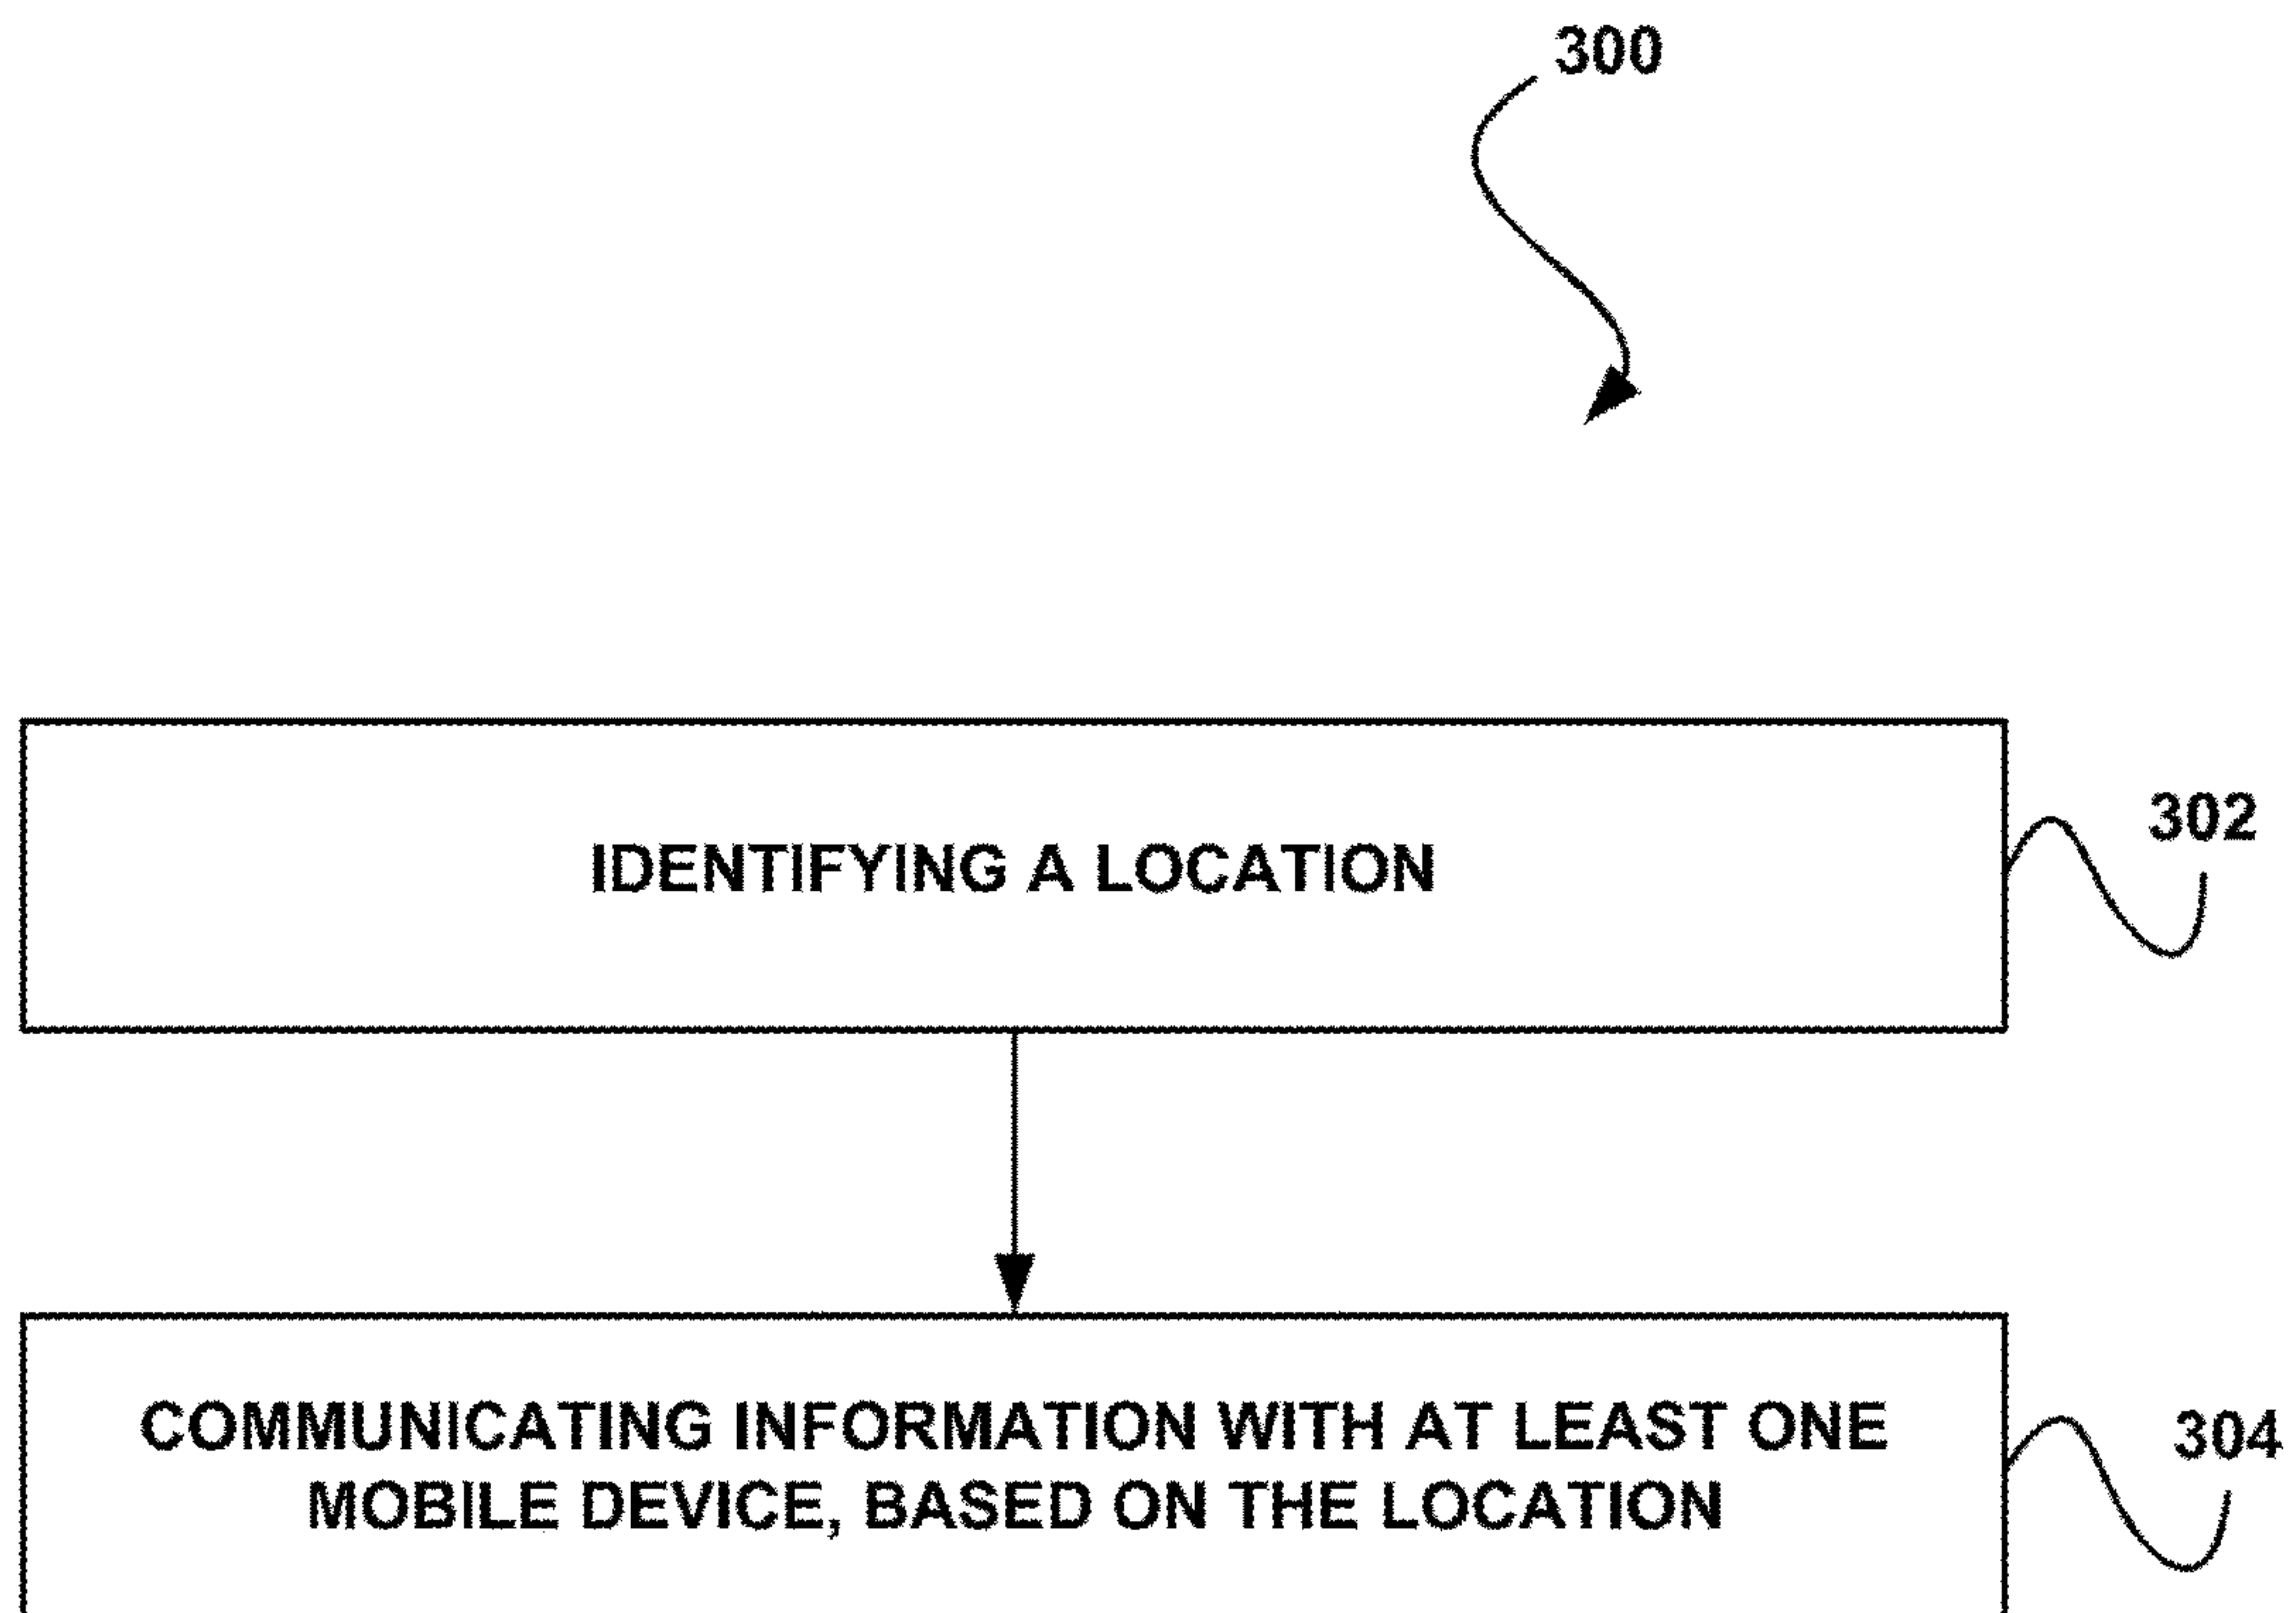 300
IDENTIFYING A LOCATION
302
COMMUNICATING INFORMATION WITH AT LEAST ONE
MOBILE DEVICE, BASED ON THE LOCATION
304